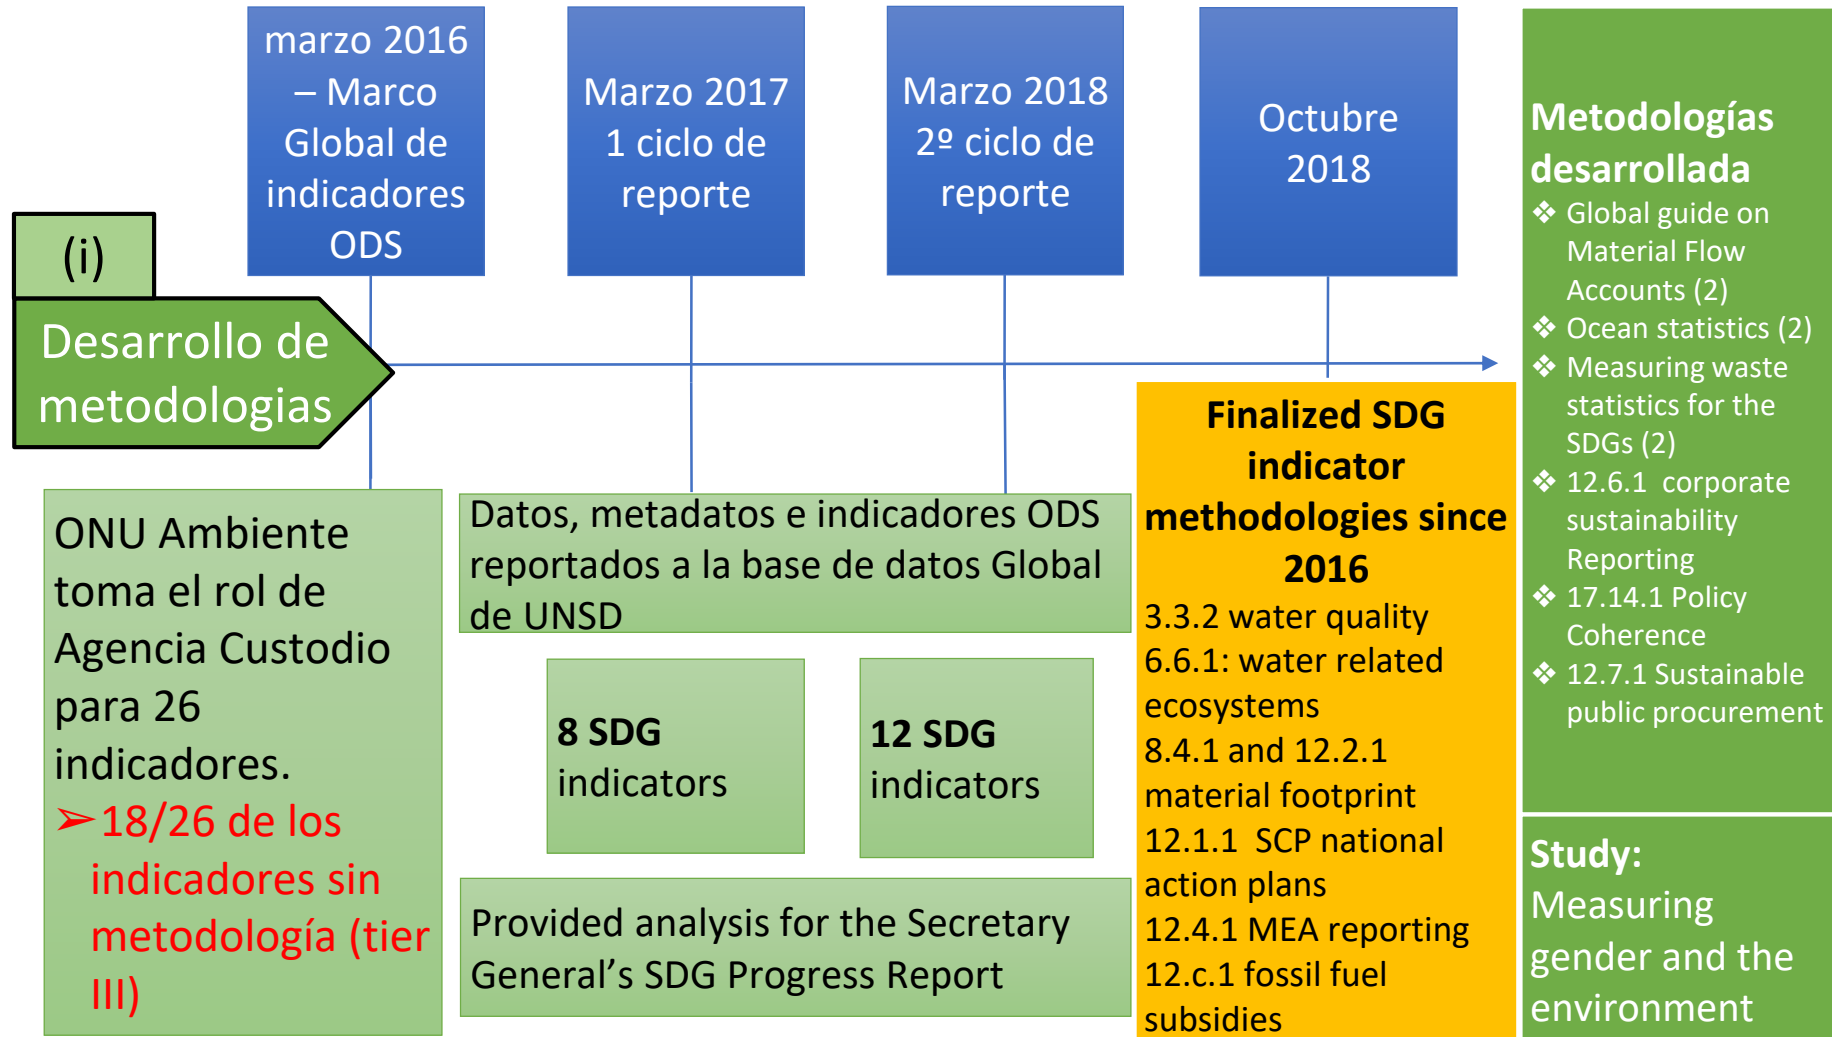 marzo 2016
– Marco
Global de
indicadores
ODS
Marzo 2017
1 ciclo de
reporte
Marzo 2018
2º ciclo de
reporte
Octubre
2018
(i)
Desarrollo de
metodologias
ONU Ambiente
toma el rol de
Agencia Custodio
para 26
indicadores.
➢18/26 de los
indicadores sin
metodología (tier
III)
Datos, metadatos e indicadores ODS
reportados a la base de datos Global
de UNSD
8 SDG
indicators
12 SDG
indicators
Provided analysis for the Secretary
General’s SDG Progress Report
Finalized SDG
indicator
methodologies since
2016
3.3.2 water quality
6.6.1: water related
ecosystems
8.4.1 and 12.2.1
material footprint
12.1.1 SCP national
action plans
12.4.1 MEA reporting
12.c.1 fossil fuel
subsidies
Metodologías
desarrollada
❖ Global guide on
Material Flow
Accounts (2)
❖ Ocean statistics (2)
❖ Measuring waste
statistics for the
SDGs (2)
❖ 12.6.1 corporate
sustainability
Reporting
❖ 17.14.1 Policy
Coherence
❖ 12.7.1 Sustainable
public procurement
Study:
Measuring
gender and the
environment